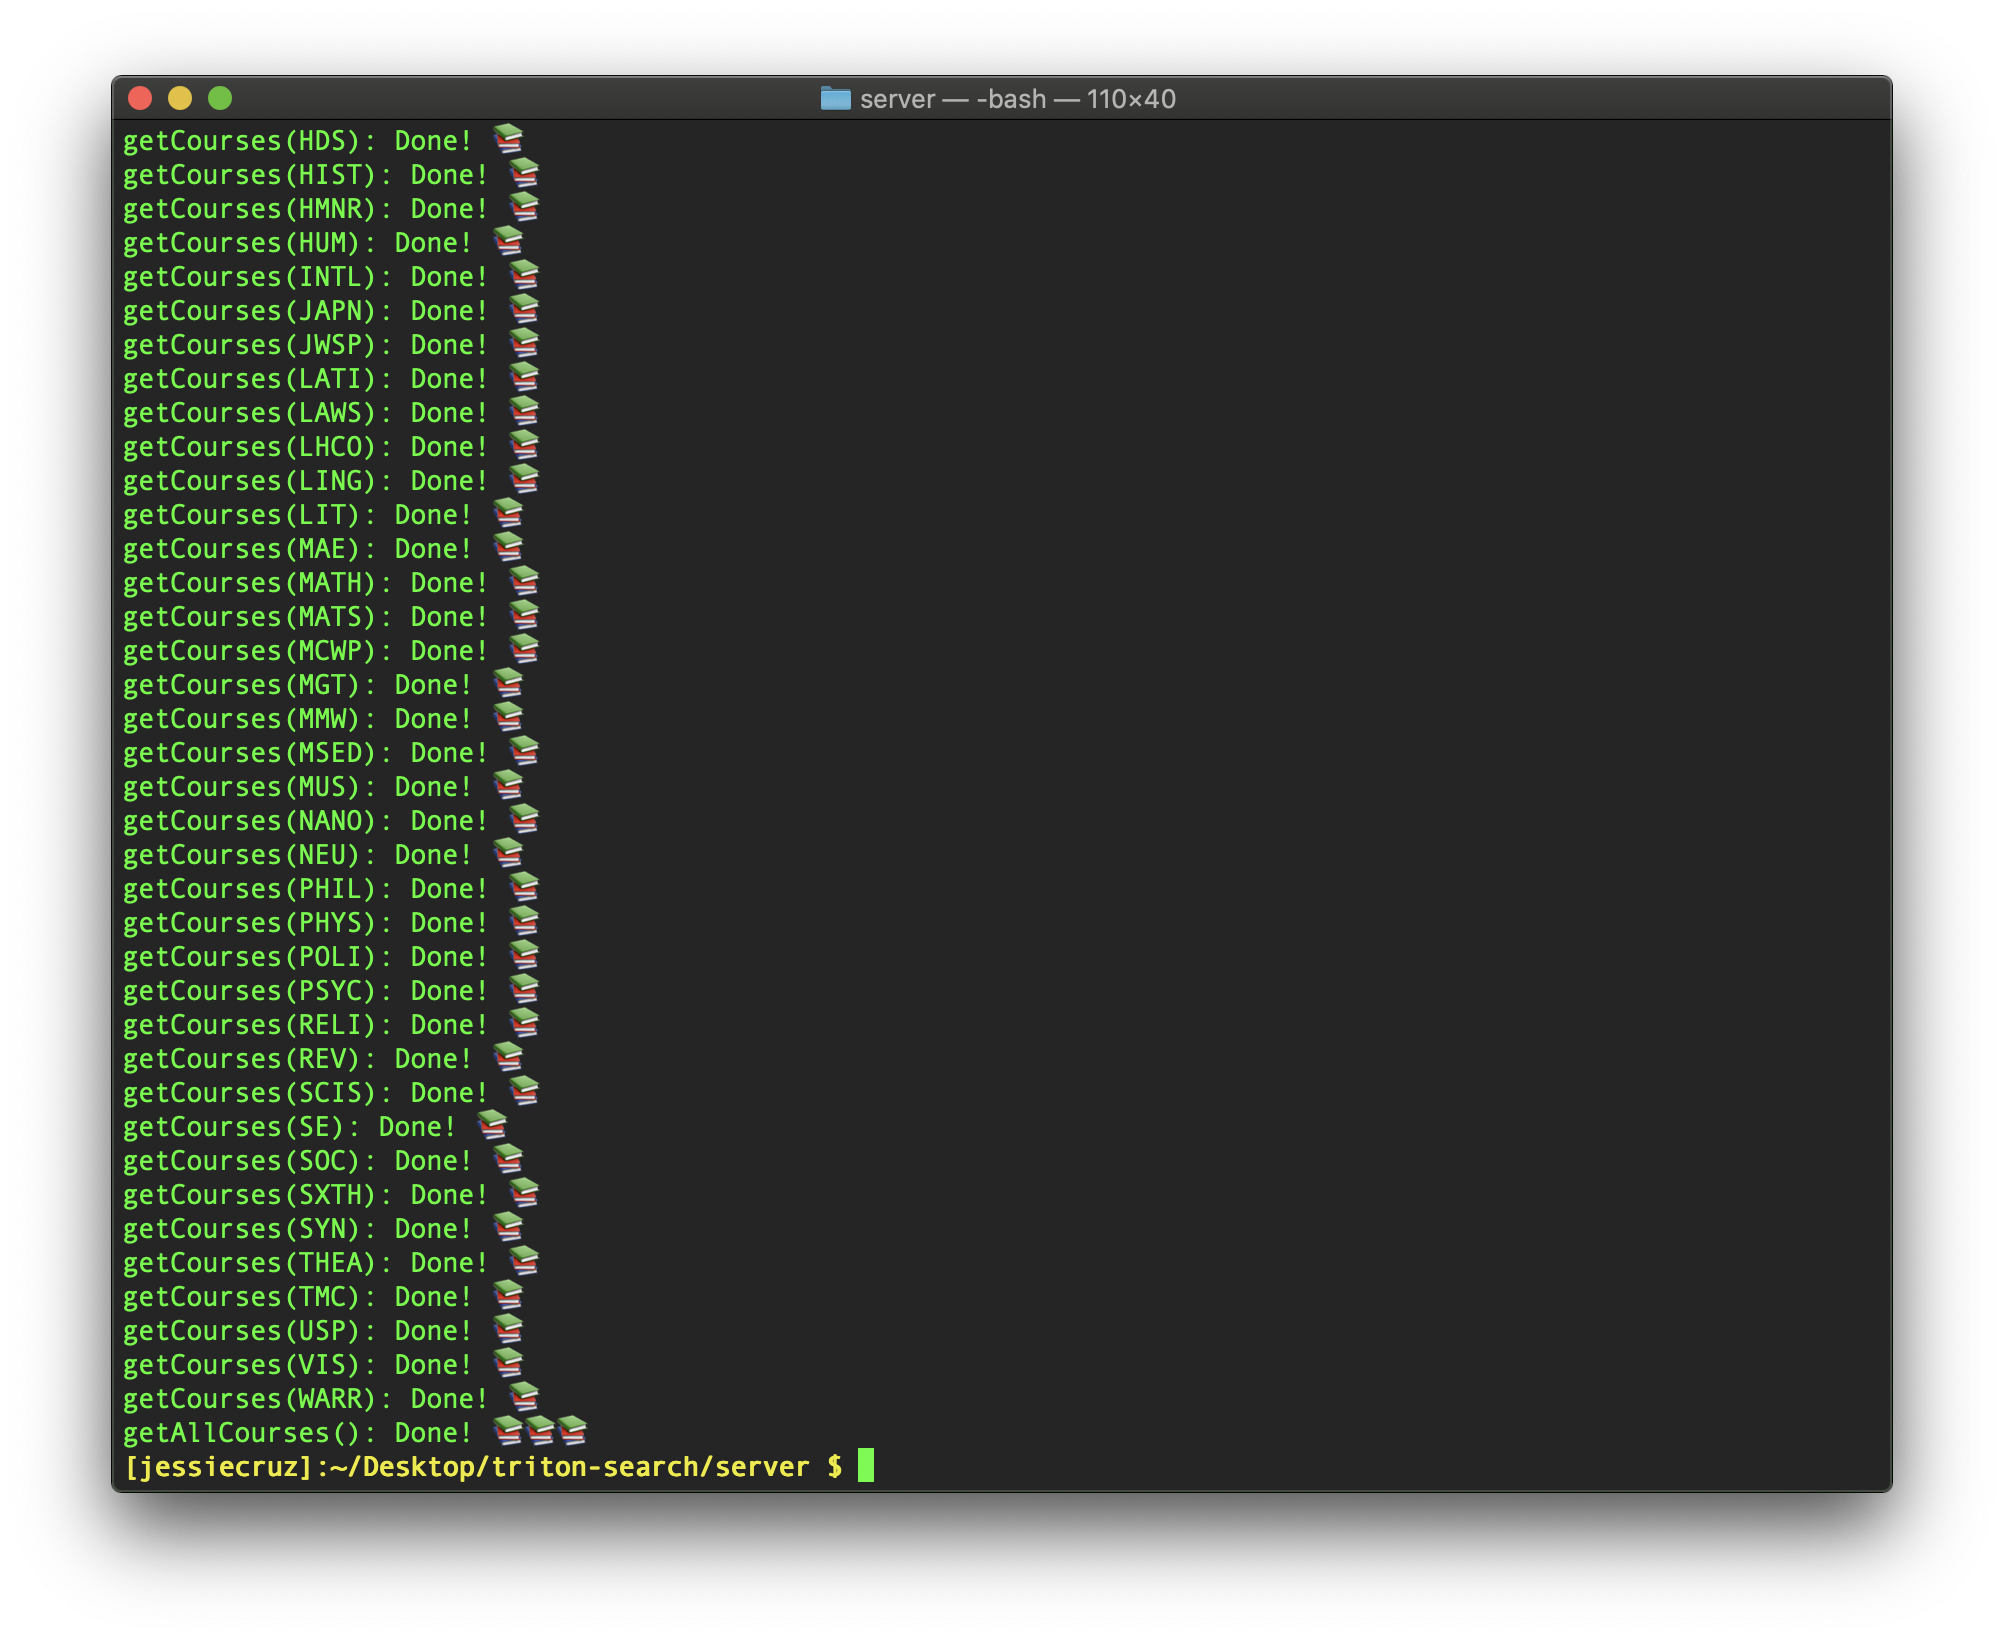 server — -bash — 110×40
getCourses(HDS): Done! 📚
getCourses(HIST): Done! 📚
getCourses(HMNR): Done! 📚
getCourses(HUM): Done! 📚
getCourses(INTL): Done! 📚
getCourses(JAPN): Done! 📚
getCourses(JWSP): Done! 📚
getCourses(LATI): Done! 📚
getCourses(LAWS): Done! 📚
getCourses(LHCO): Done! 📚
getCourses(LING): Done! 📚
getCourses(LIT): Done! 📚
getCourses(MAE): Done! 📚
getCourses(MATH): Done! 📚
getCourses(MATS): Done! 📚
getCourses(MCWP): Done! 📚
getCourses(MGT): Done! 📚
getCourses(MMW): Done! 📚
getCourses(MSED): Done! 📚
getCourses(MUS): Done! 📚
getCourses(NANO): Done! 📚
getCourses(NEU): Done! 📚
getCourses(PHIL): Done! 📚
getCourses(PHYS): Done! 📚
getCourses(POLI): Done! 📚
getCourses(PSYC): Done! 📚
getCourses(RELI): Done! 📚
getCourses(REV): Done! 📚
getCourses(SCIS): Done! 📚
getCourses(SE): Done! 📚
getCourses(SOC): Done! 📚
getCourses(SXTH): Done! 📚
getCourses(SYN): Done! 📚
getCourses(THEA): Done! 📚
getCourses(TMC): Done! 📚
getCourses(USP): Done! 📚
getCourses(VIS): Done! 📚
getCourses(WARR): Done! 📚
getAllCourses(): Done! 📚📚📚
[jessiecruz]:~/Desktop/triton-search/server $